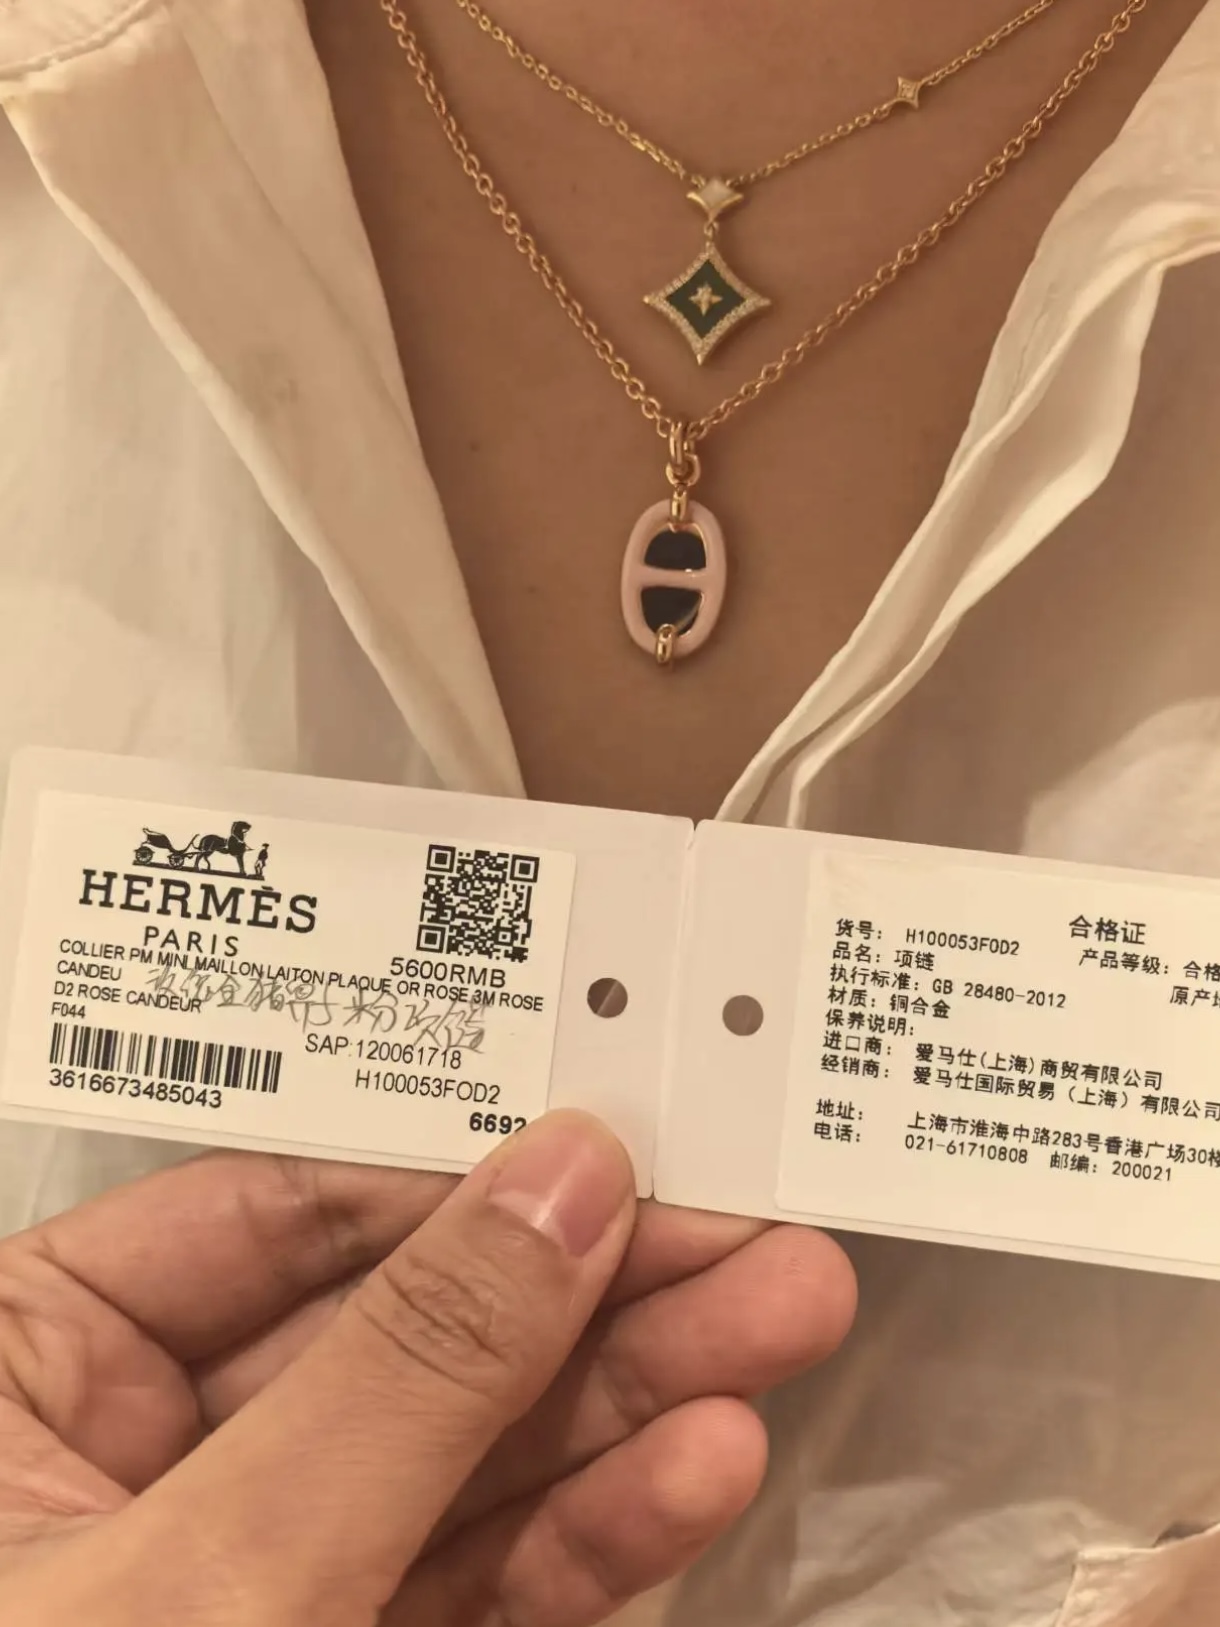 HERMÈS
PARIS
5600RMB
COLLIER PM MINI MAILLON LAITON PLAQUE OR ROSE 3M ROSE
CANDEU
D2 ROSE CANDEUR
F044
SAP:120061718
3616673485043
H100053FOD2
6692
合格证
货号: H100053F0D2
产品等级: 合格
品名: 项链
原产地
执行标准: GB 28480-2012
材质: 铜合金
保养说明:
进口商: 爱马仕(上海)商贸有限公司
经销商: 爱马仕国际贸易(上海)有限公司
地址: 上海市淮海中路283号香港广场30楼
电话: 021-61710808 邮编: 200021